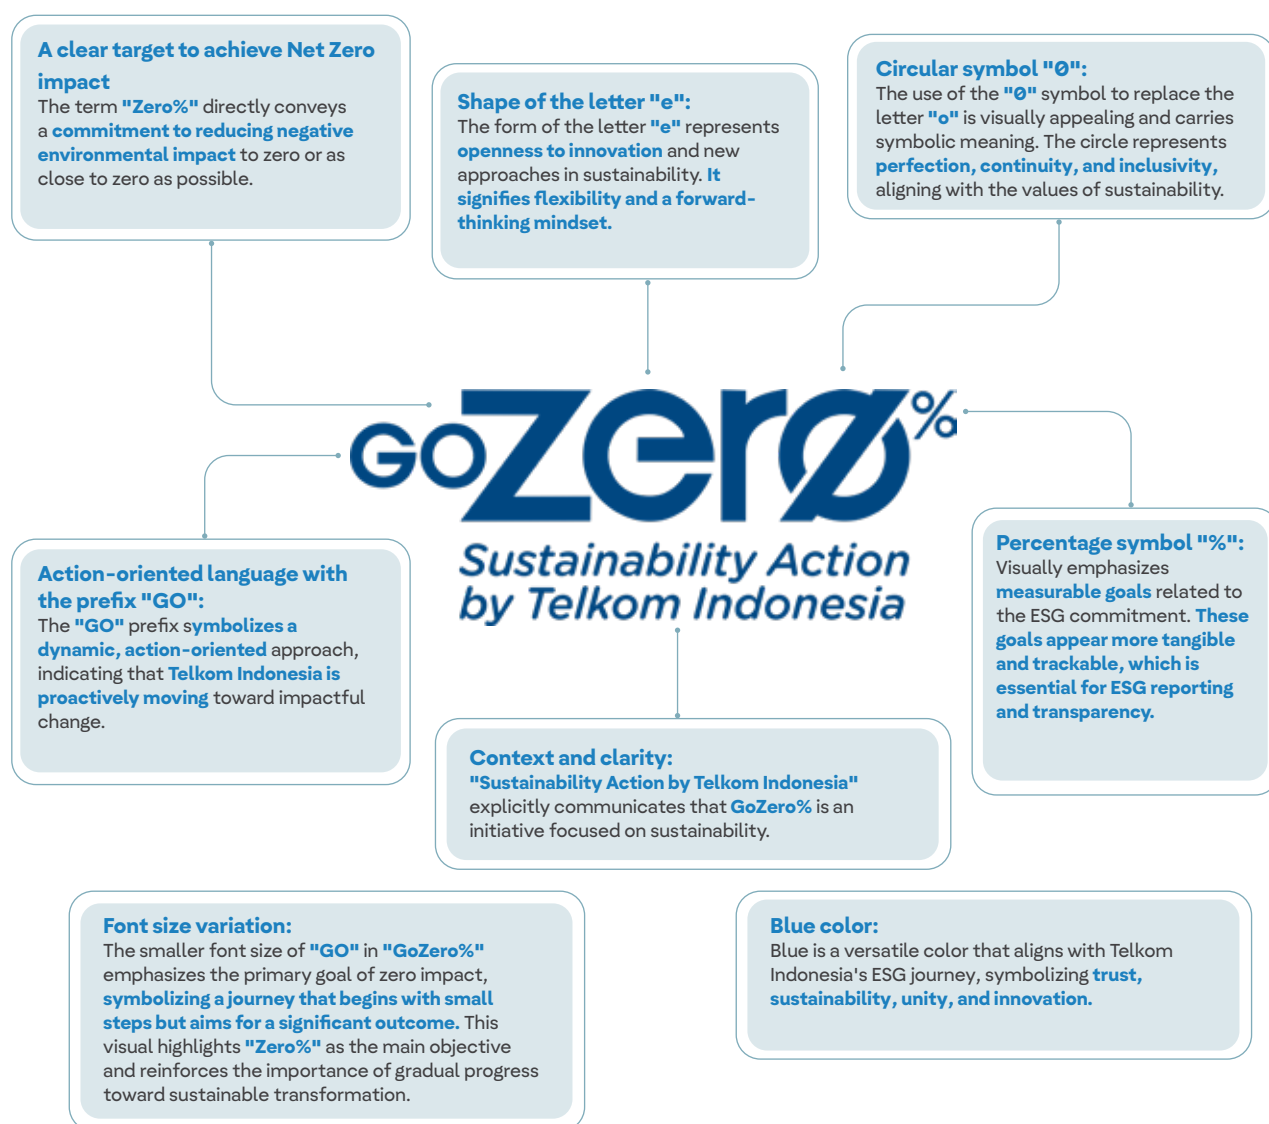 A clear target to achieve Net Zero
impact
The term "Zero%" directly conveys
a commitment to reducing negative
environmental impact to zero or as
close to zero as possible.
Shape of the letter "e":
The form of the letter "e" represents
openness to innovation and new
approaches in sustainability. It
signifies flexibility and a forward-
thinking mindset.
Circular symbol "Ø":
The use of the "Ø" symbol to replace the
letter "o" is visually appealing and carries
symbolic meaning. The circle represents
perfection, continuity, and inclusivity,
aligning with the values of sustainability.
GoZerØ%
Sustainability Action
by Telkom Indonesia
Action-oriented language with
the prefix "GO":
The "GO" prefix symbolizes a
dynamic, action-oriented approach,
indicating that Telkom Indonesia is
proactively moving toward impactful
change.
Percentage symbol "%":
Visually emphasizes
measurable goals related to
the ESG commitment. These
goals appear more tangible
and trackable, which is
essential for ESG reporting
and transparency.
Context and clarity:
"Sustainability Action by Telkom Indonesia"
explicitly communicates that GoZero% is an
initiative focused on sustainability.
Font size variation:
The smaller font size of "GO" in "GoZero%"
emphasizes the primary goal of zero impact,
symbolizing a journey that begins with small
steps but aims for a significant outcome. This
visual highlights "Zero%" as the main objective
and reinforces the importance of gradual progress
toward sustainable transformation.
Blue color:
Blue is a versatile color that aligns with Telkom
Indonesia's ESG journey, symbolizing trust,
sustainability, unity, and innovation.